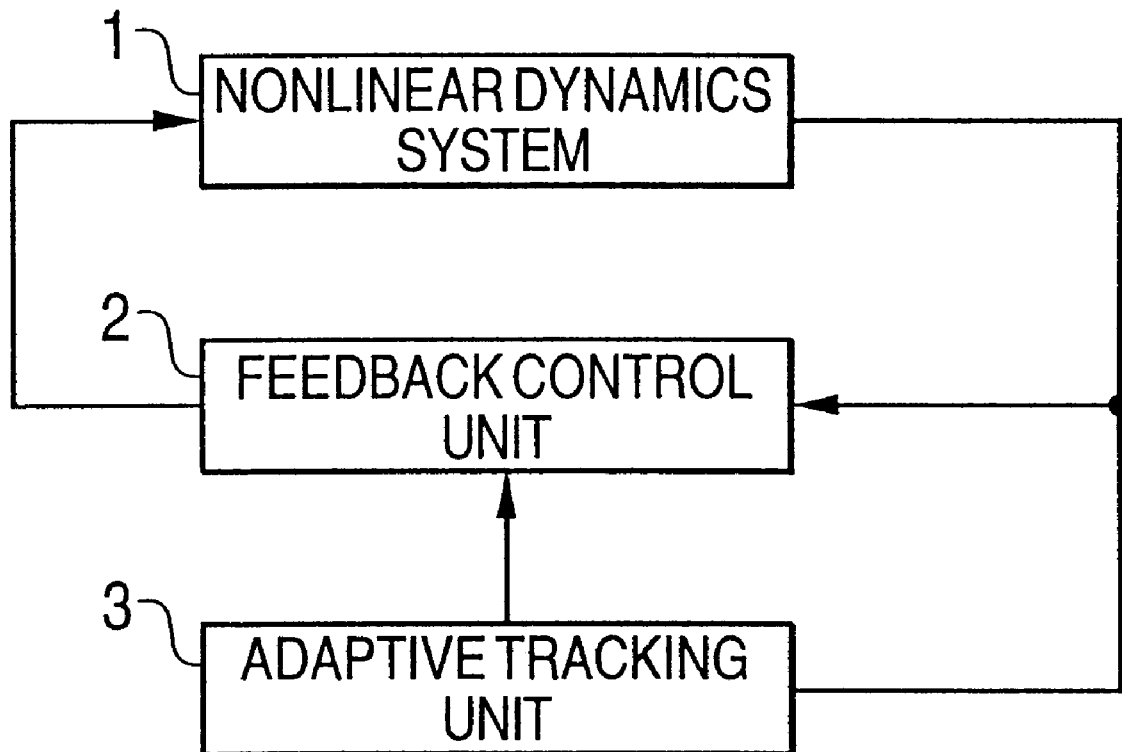 1
NONLINEAR DYNAMICS
SYSTEM
2
FEEDBACK CONTROL
UNIT
3
ADAPTIVE TRACKING
UNIT